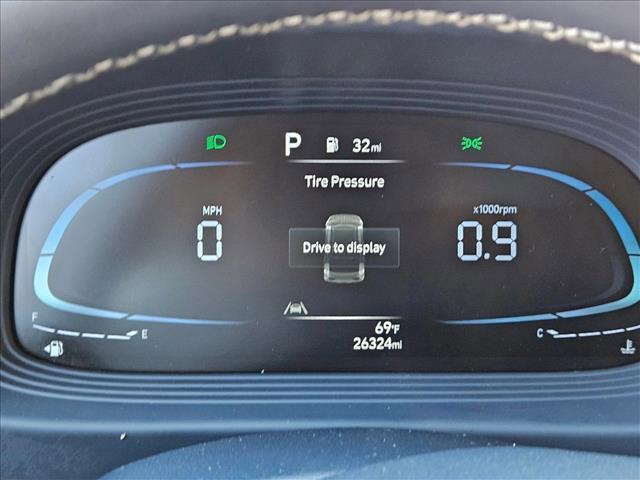 P 32mi
Tire Pressure
MPH
0
Drive to display
x1000rpm
0.9
F
E
C
69°F
26324mi